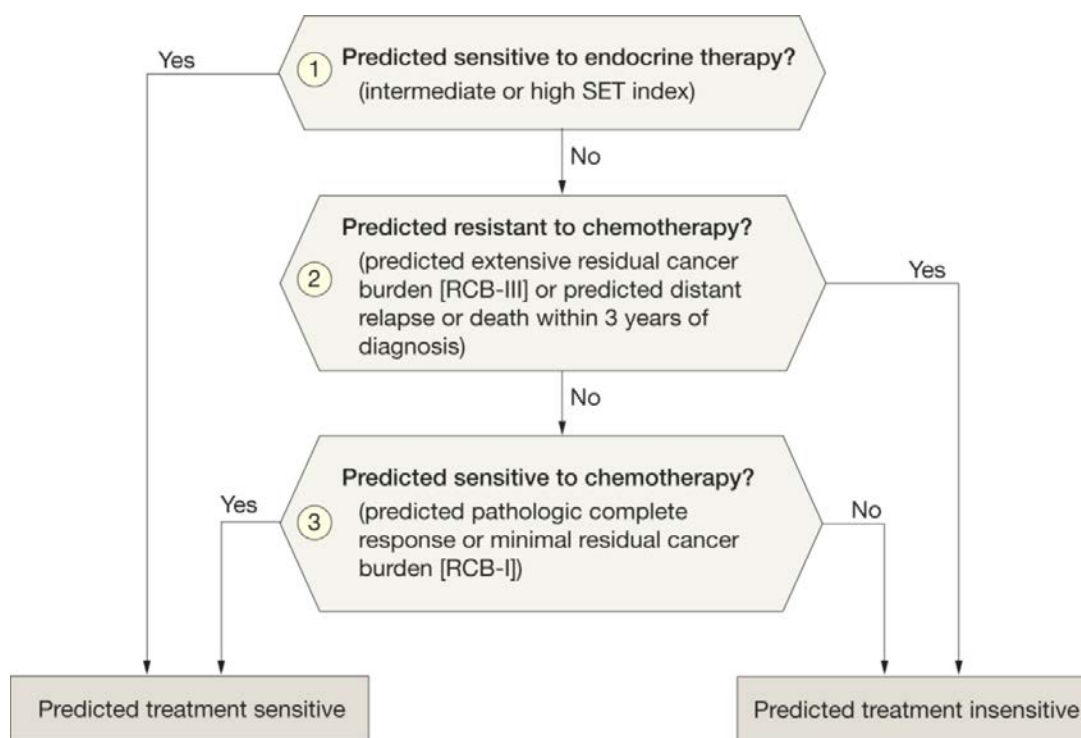 Yes
1
Predicted sensitive to endocrine therapy?
(intermediate or high SET index)
No
Predicted resistant to chemotherapy?
2
(predicted extensive residual cancer
burden [RCB-III] or predicted distant
relapse or death within 3 years of
diagnosis)
Yes
No
Predicted sensitive to chemotherapy?
Yes
3
(predicted pathologic complete
response or minimal residual cancer
burden [RCB-I])
No
Predicted treatment sensitive
Predicted treatment insensitive